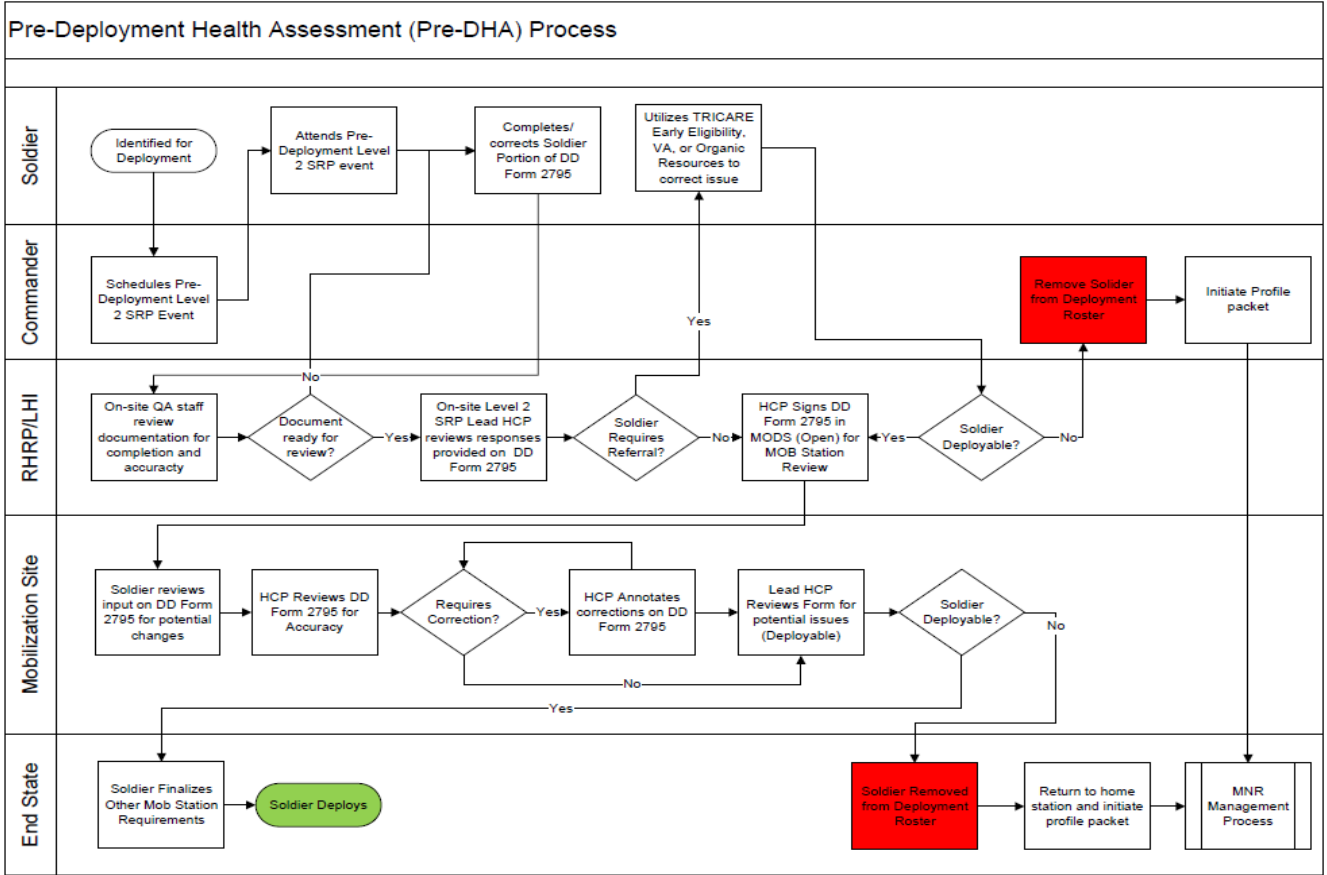 Pre-Deployment Health Assessment (Pre-DHA) Process
Soldier
Identified for
Deployment
Attends Pre-
Deployment Level
2 SRP event
Completes/
corrects Soldier
Portion of DD
Form 2795
Utilizes TRICARE
Early Eligibility,
VA, or Organic
Resources to
correct issue
Commander
Schedules Pre-
Deployment Level
2 SRP Event
Yes
Remove Solider
from Deployment
Roster
Initiate Profile
packet
RHRP/LHI
No
On-site QA staff
review
documentation for
completion and
accuracty
Document
ready for
review?
Yes
On-site Level 2
SRP Lead HCP
reviews responses
provided on DD
Form 2795
Soldier
Requires
Referral?
No
HCP Signs DD
Form 2795 in
MODS (Open) for
MOB Station
Review
Yes
Soldier
Deployable?
No
Mobilization Site
Soldier reviews
input on DD Form
2795 for potential
changes
HCP Reviews DD
Form 2795 for
Accuracy
Requires
Correction?
Yes
HCP Annotates
corrections on DD
Form 2795
Lead HCP
Reviews Form for
potential issues
(Deployable)
Soldier
Deployable?
No
No
Yes
End State
Soldier Finalizes
Other Mob Station
Requirements
Soldier Deploys
Soldier Removed
from Deployment
Roster
Return to home
station and initiate
profile packet
MNR
Management
Process